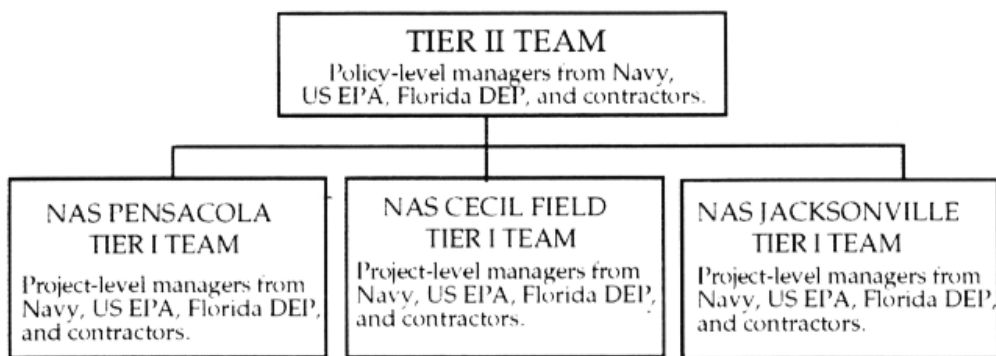 TIER II TEAM
Policy-level managers from Navy,
US EPA, Florida DEP, and contractors.
NAS PENSACOLA
TIER I TEAM
Project-level managers from
Navy, US EPA, Florida DEP,
and contractors.
NAS CECIL FIELD
TIER I TEAM
Project-level managers from
Navy, US EPA, Florida DEP,
and contractors.
NAS JACKSONVILLE
TIER I TEAM
Project-level managers from
Navy, US EPA, Florida DEP,
and contractors.